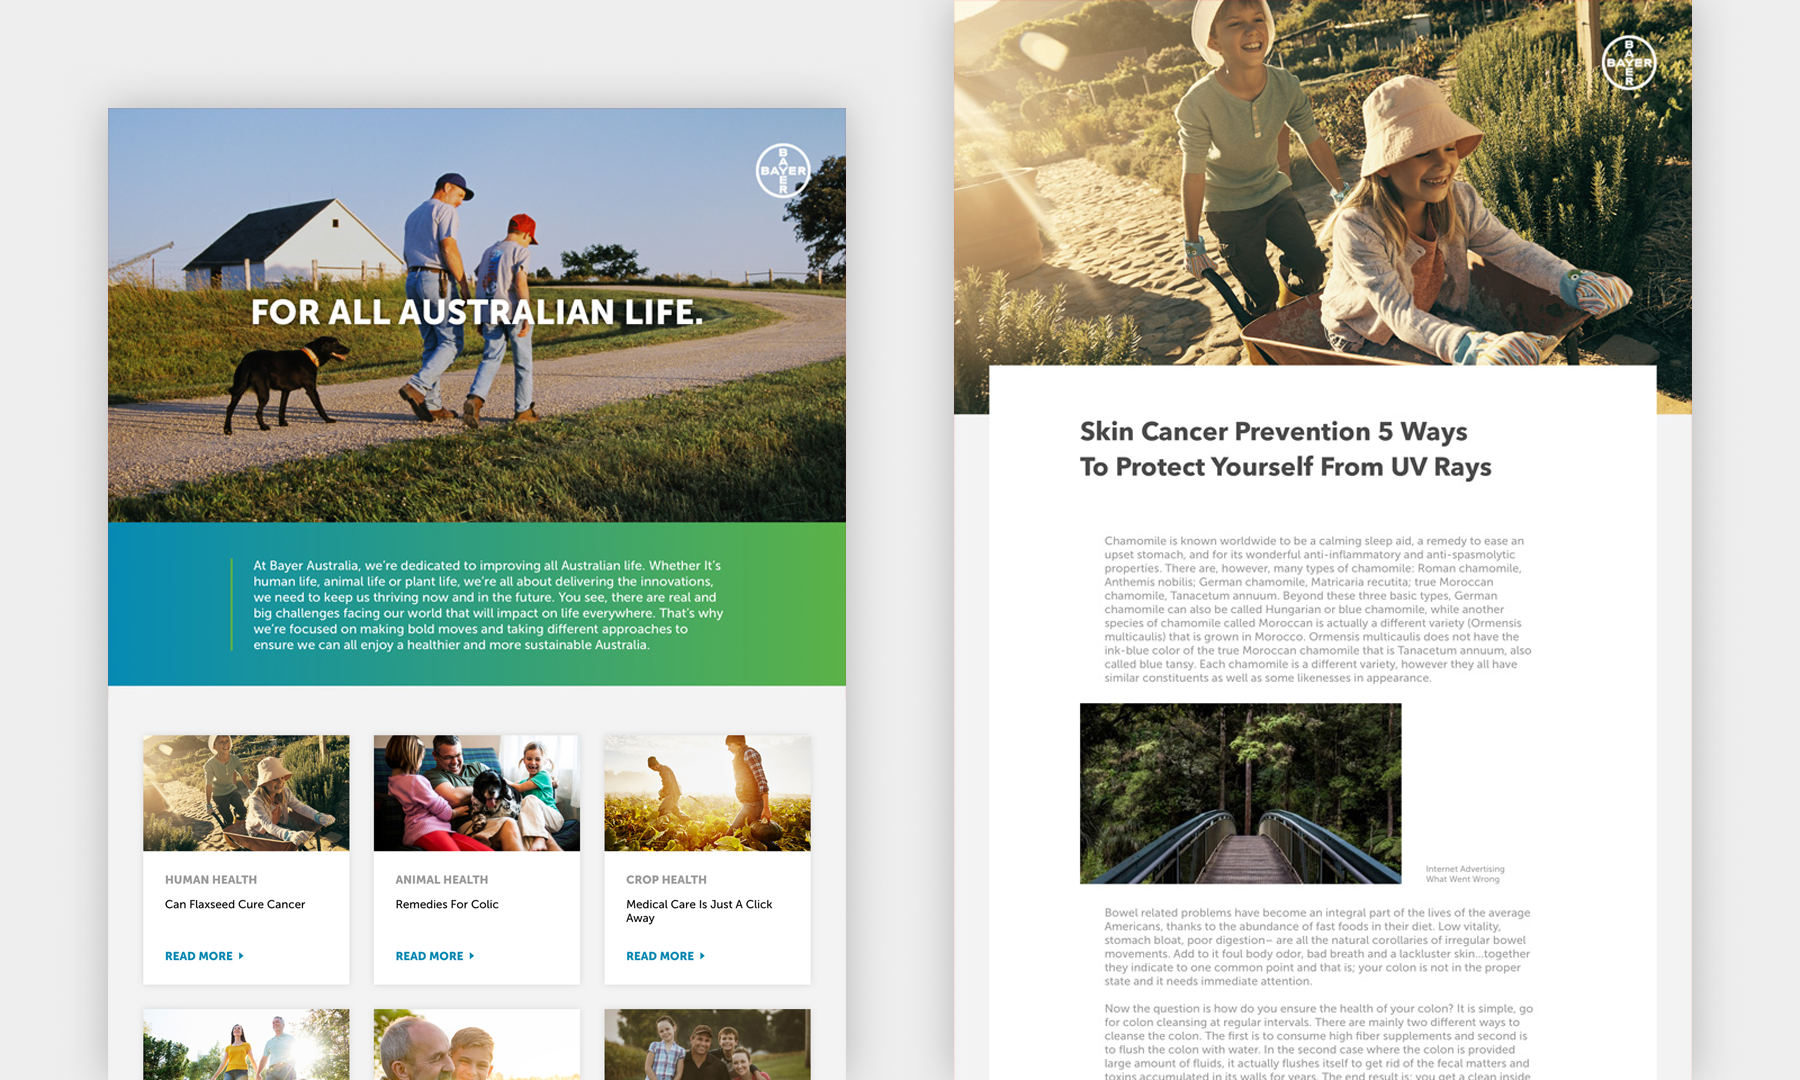 BAYER
BAYER
FOR ALL AUSTRALIAN LIFE.
At Bayer Australia, we’re dedicated to improving all Australian life. Whether It’s
human life, animal life or plant life, we’re all about delivering the innovations,
we need to keep us thriving now and in the future. You see, there are real and
big challenges facing our world that will impact on life everywhere. That’s why
we’re focused on making bold moves and taking different approaches to
ensure we can all enjoy a healthier and more sustainable Australia.
HUMAN HEALTH
Can Flaxseed Cure Cancer
READ MORE
ANIMAL HEALTH
Remedies For Colic
READ MORE
CROP HEALTH
Medical Care Is Just A Click
Away
READ MORE
BAYER
BAYER
Skin Cancer Prevention 5 Ways
To Protect Yourself From UV Rays
Chamomile is known worldwide to be a calming sleep aid, a remedy to ease an
upset stomach, and for its wonderful anti-inflammatory and anti-spasmolytic
properties. There are, however, many types of chamomile: Roman chamomile,
Anthemis nobilis; German chamomile, Matricaria recutita; true Moroccan
chamomile, Tanacetum annuum. Beyond these three basic types, German
chamomile can also be called Hungarian or blue chamomile, while another
species of chamomile called Moroccan is actually a different variety (Ormensis
multicaulis) that is grown in Morocco. Ormensis multicaulis does not have the
ink-blue color of the true Moroccan chamomile that is Tanacetum annuum, also
called blue tansy. Each chamomile is a different variety, however they all have
similar constituents as well as some likenesses in appearance.
Internet Advertising
What Went Wrong
Bowel related problems have become an integral part of the lives of the average
Americans, thanks to the abundance of fast foods in their diet. Low vitality,
stomach bloat, poor digestion– are all the natural corollaries of irregular bowel
movements. Add to it foul body odor, bad breath and a lackluster skin...together
they indicate to one common point and that is; your colon is not in the proper
state and it needs immediate attention.
Now the question is how do you ensure the health of your colon? It is simple, go
for colon cleansing at regular intervals. There are mainly two different ways to
cleanse the colon. The first is to consume high fiber supplements and second is
to flush the colon with water. In the second case where the colon is provided
large amount of fluids, it actually flushes itself to get rid of the fecal matters and
toxins accumulated in its walls for years. The end result is: you get a clean inside